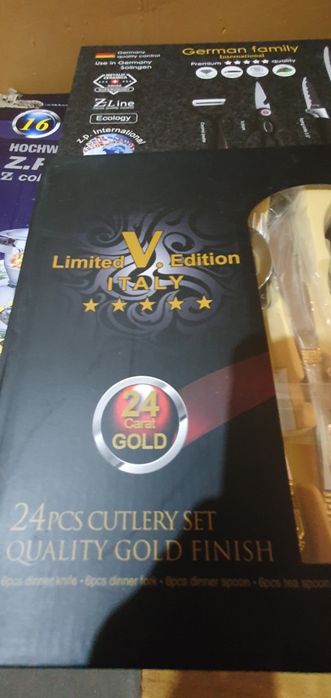 Germany
quality control
Use in Germany
Solingen
German family
International
Premium ★★★★★ quality
Z-Line
Ecology
z.p. international
16
HOCHW
Z.P
Z col
Limited V. Edition
ITALY
★★★★★
24
Carat
GOLD
24PCS CUTLERY SET
QUALITY GOLD FINISH
6pcs dinner knife • 6pcs dinner fork • 6pcs dinner spoon • 6pcs tea spoon